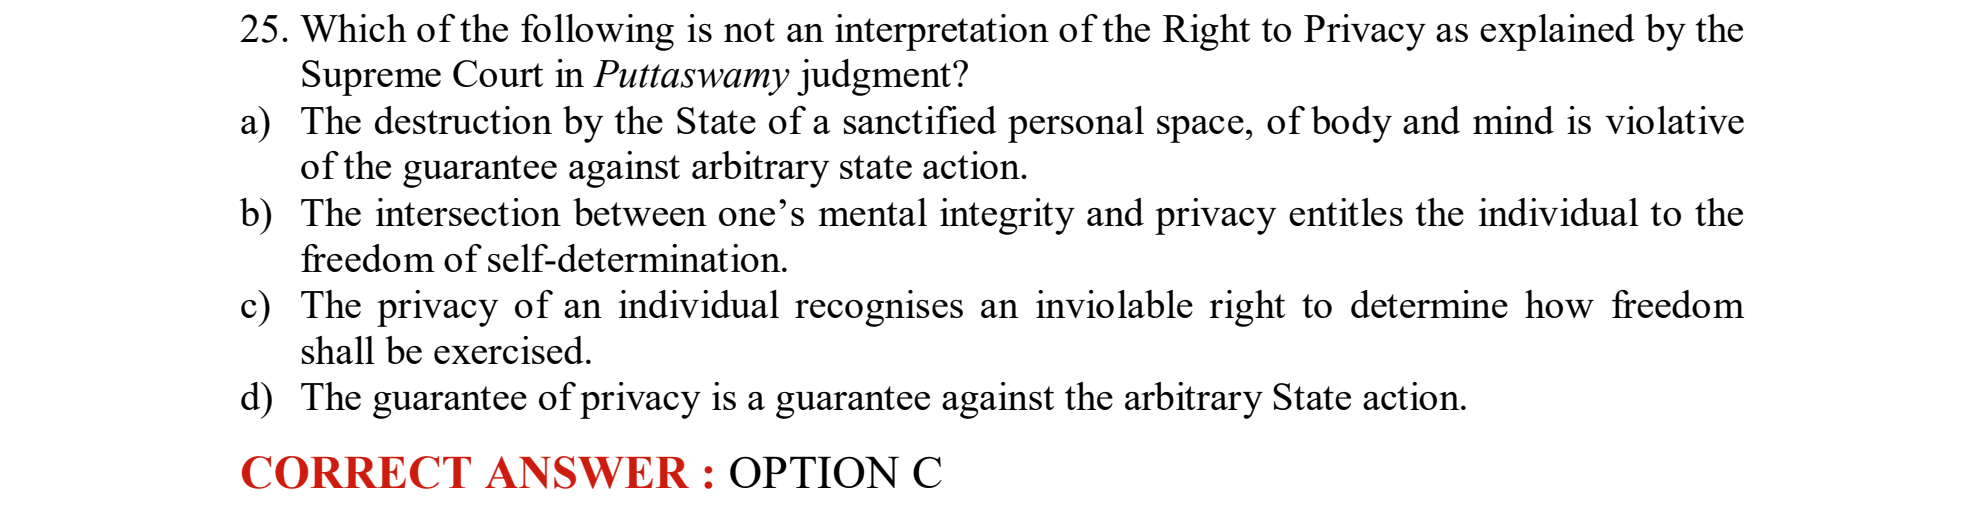 25. Which of the following is not an interpretation of the Right to Privacy as explained by the
Supreme Court in Puttaswamy judgment?
a) The destruction by the State of a sanctified personal space, of body and mind is violative
of the guarantee against arbitrary state action.
b) The intersection between one’s mental integrity and privacy entitles the individual to the
freedom of self-determination.
c) The privacy of an individual recognises an inviolable right to determine how freedom
shall be exercised.
d) The guarantee of privacy is a guarantee against the arbitrary State action.
CORRECT ANSWER : OPTION C